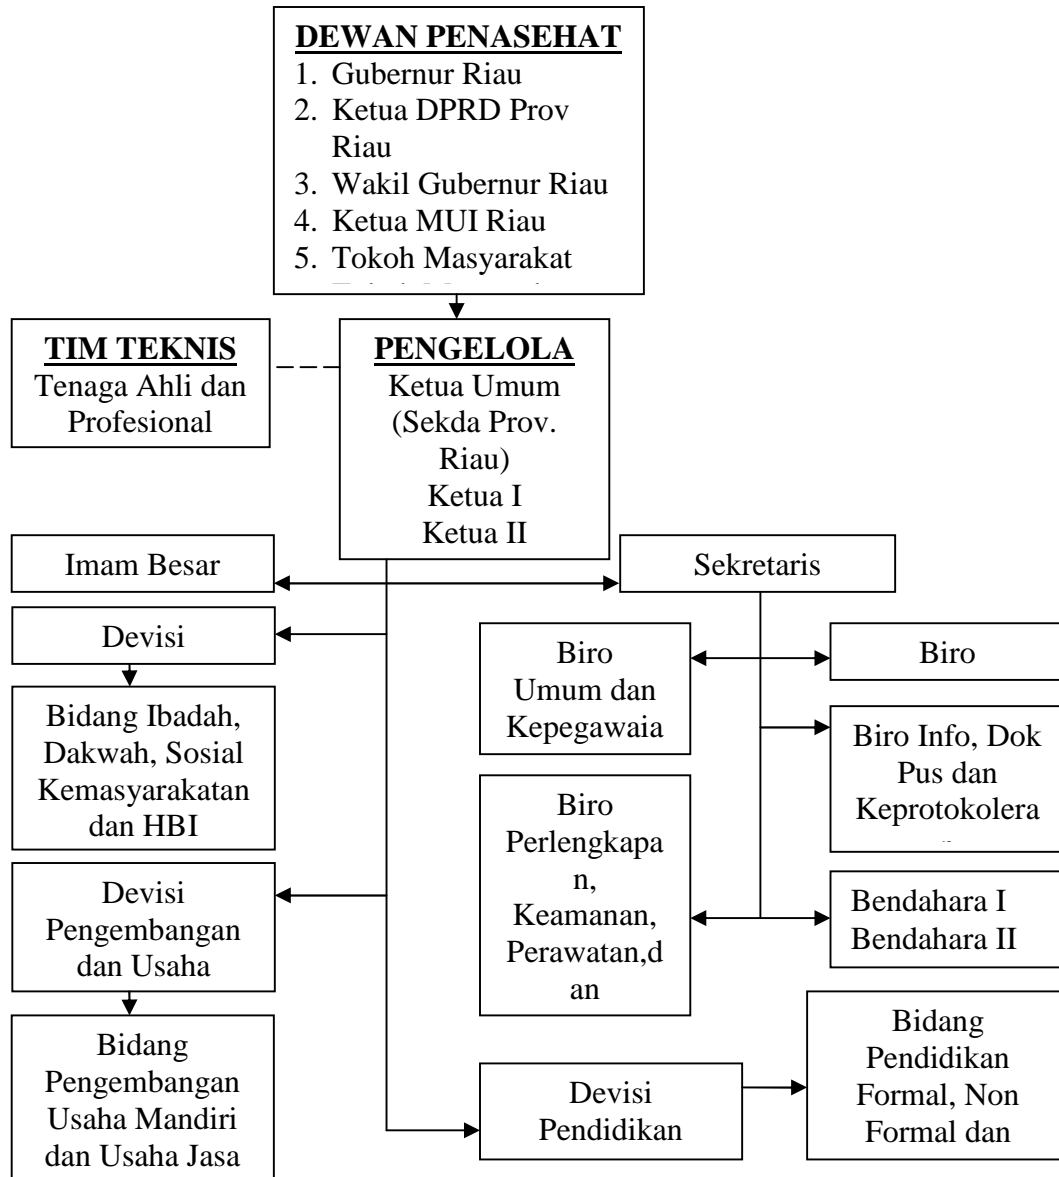 DEWAN PENASEHAT
1. Gubernur Riau
2. Ketua DPRD Prov
Riau
3. Wakil Gubernur Riau
4. Ketua MUI Riau
5. Tokoh Masyarakat
TIM TEKNIS
Tenaga Ahli dan
Profesional
PENGELOLA
Ketua Umum
(Sekda Prov.
Riau)
Ketua I
Ketua II
Imam Besar
Sekretaris
Devisi
Biro
Umum dan
Kepegawaia
Biro
Bidang Ibadah,
Dakwah, Sosial
Kemasyarakatan
dan HBI
Biro Info, Dok
Pus dan
Keprotokolera
Biro
Perlengkapa
n,
Keamanan,
Perawatan,d
an
Devisi
Pengembangan
dan Usaha
Bendahara I
Bendahara II
Bidang
Pengembangan
Usaha Mandiri
dan Usaha Jasa
Devisi
Pendidikan
Bidang
Pendidikan
Formal, Non
Formal dan